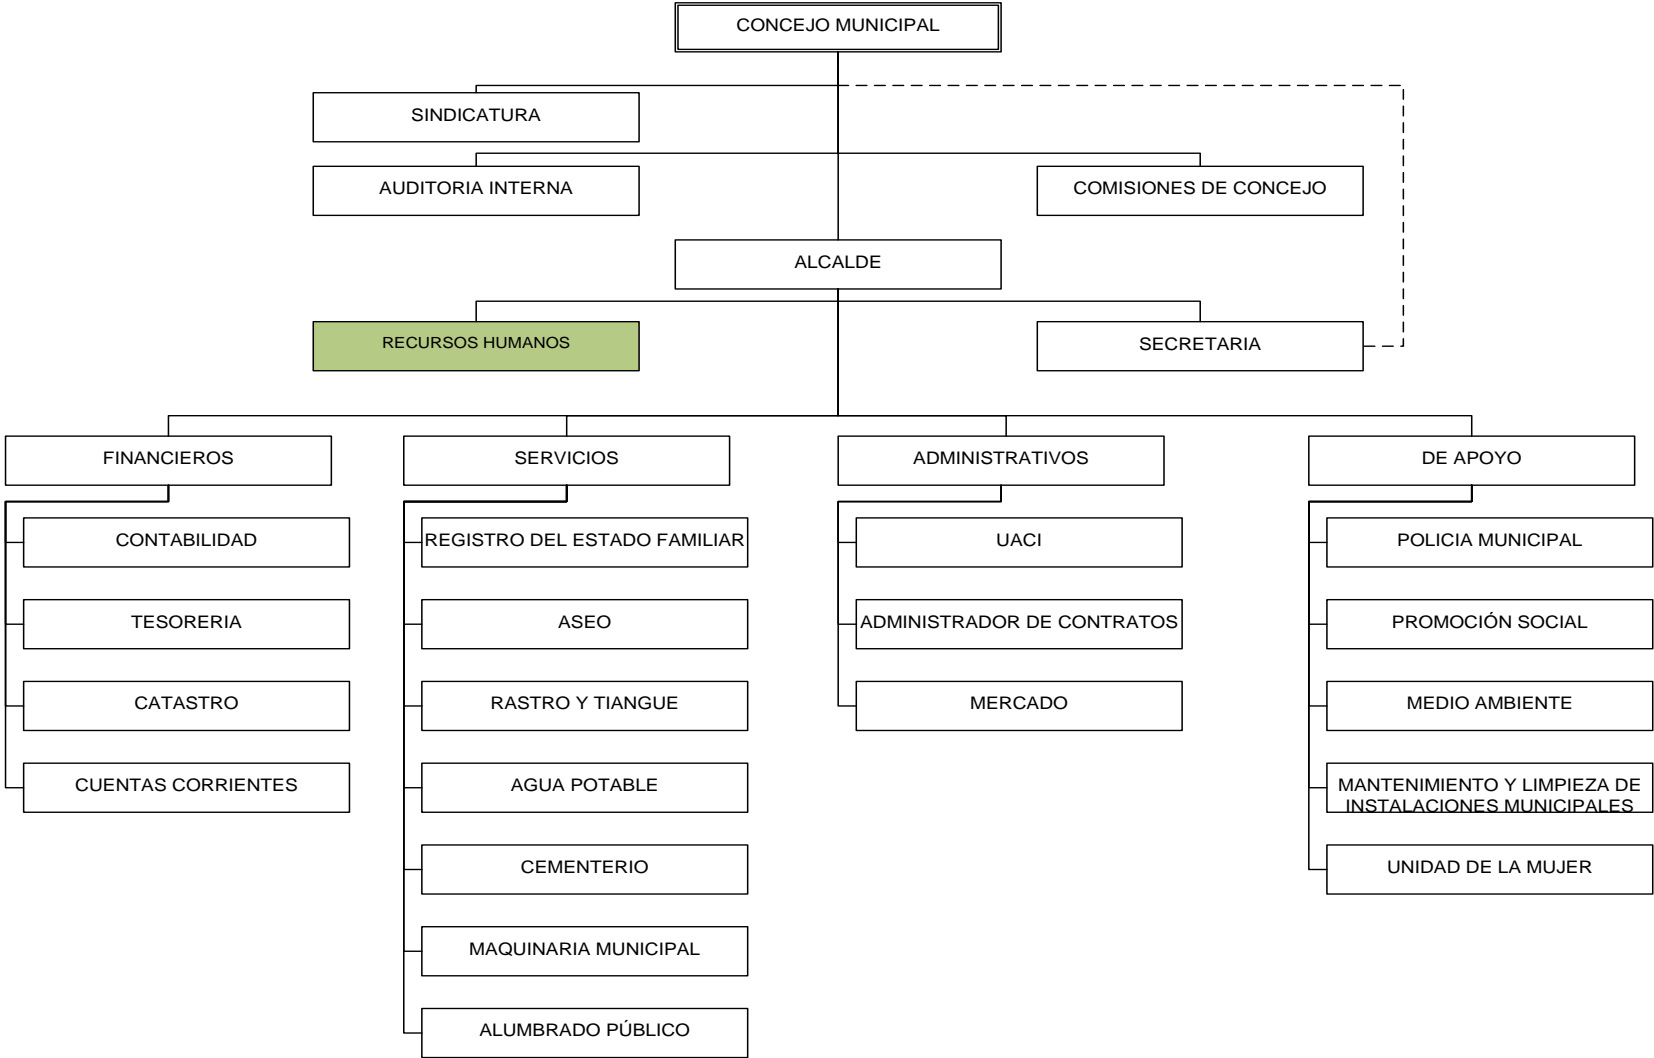 CONCEJO MUNICIPAL
SINDICATURA
AUDITORIA INTERNA
COMISIONES DE CONCEJO
ALCALDE
RECURSOS HUMANOS
SECRETARIA
FINANCIEROS
SERVICIOS
ADMINISTRATIVOS
DE APOYO
CONTABILIDAD
REGISTRO DEL ESTADO FAMILIAR
UACI
POLICIA MUNICIPAL
TESORERIA
ASEO
ADMINISTRADOR DE CONTRATOS
PROMOCIÓN SOCIAL
CATASTRO
RASTRO Y TIANGUE
MERCADO
MEDIO AMBIENTE
CUENTAS CORRIENTES
AGUA POTABLE
MANTENIMIENTO Y LIMPIEZA DE
INSTALACIONES MUNICIPALES
CEMENTERIO
UNIDAD DE LA MUJER
MAQUINARIA MUNICIPAL
ALUMBRADO PÚBLICO